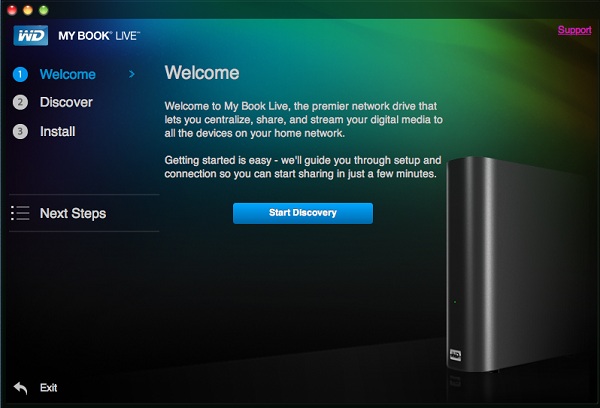 WD MY BOOK® LIVE™
Support
1 Welcome >
2 Discover
3 Install
Next Steps
Exit
Welcome
Welcome to My Book Live, the premier network drive that
lets you centralize, share, and stream your digital media to
all the devices on your home network.
Getting started is easy - we'll guide you through setup and
connection so you can start sharing in just a few minutes.
Start Discovery
WD